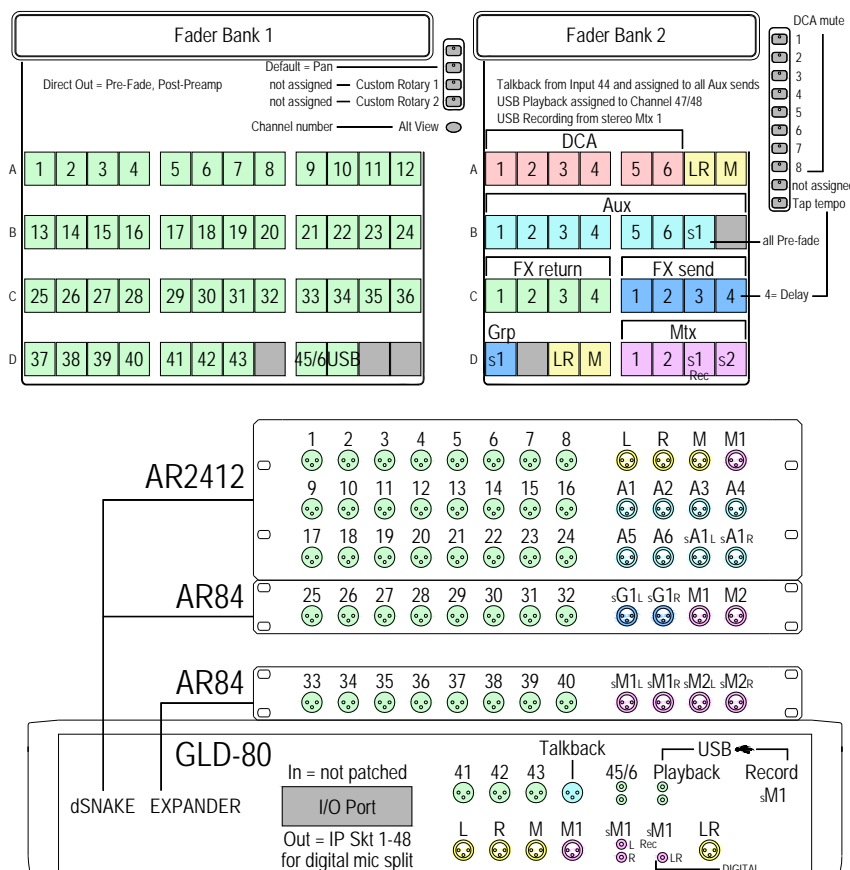 Fader Bank 1
Fader Bank 2
DCA mute
Default = Pan
Direct Out = Pre-Fade, Post-Preamp
not assigned
Custom Rotary 1
not assigned
Custom Rotary 2
Channel number
Alt View
Talkback from Input 44 and assigned to all Aux sends
USB Playback assigned to Channel 47/48
USB Recording from stereo Mtx 1
1
2
3
4
5
6
7
8
not assigned
Tap tempo
DCA
A 1 2 3 4 5 6 7 8 9 10 11 12
A 1 2 3 4 5 6 LR M
Aux
B 13 14 15 16 17 18 19 20 21 22 23 24
B 1 2 3 4 5 6 s1
all Pre-fade
FX return FX send
C 25 26 27 28 29 30 31 32 33 34 35 36
C 1 2 3 4 1 2 3 4
4= Delay
Grp Mtx
D 37 38 39 40 41 42 43 45/6 USB
D s1 LR M 1 2 s1 s2
Rec
AR2412
1 2 3 4 5 6 7 8 L R M M1
9 10 11 12 13 14 15 16 A1 A2 A3 A4
17 18 19 20 21 22 23 24 A5 A6 sA1L sA1R
AR84
25 26 27 28 29 30 31 32 sG1L sG1R M1 M2
AR84
33 34 35 36 37 38 39 40 sM1L sM1R sM2L sM2R
GLD-80
dSNAKE EXPANDER
In = not patched
I/O Port
Out = IP Skt 1-48
for digital mic split
Talkback
USB
41 42 43 45/6 Playback Record
sM1
L R M M1 sM1 sM1 LR
L Rec
R LR
DIGITAL